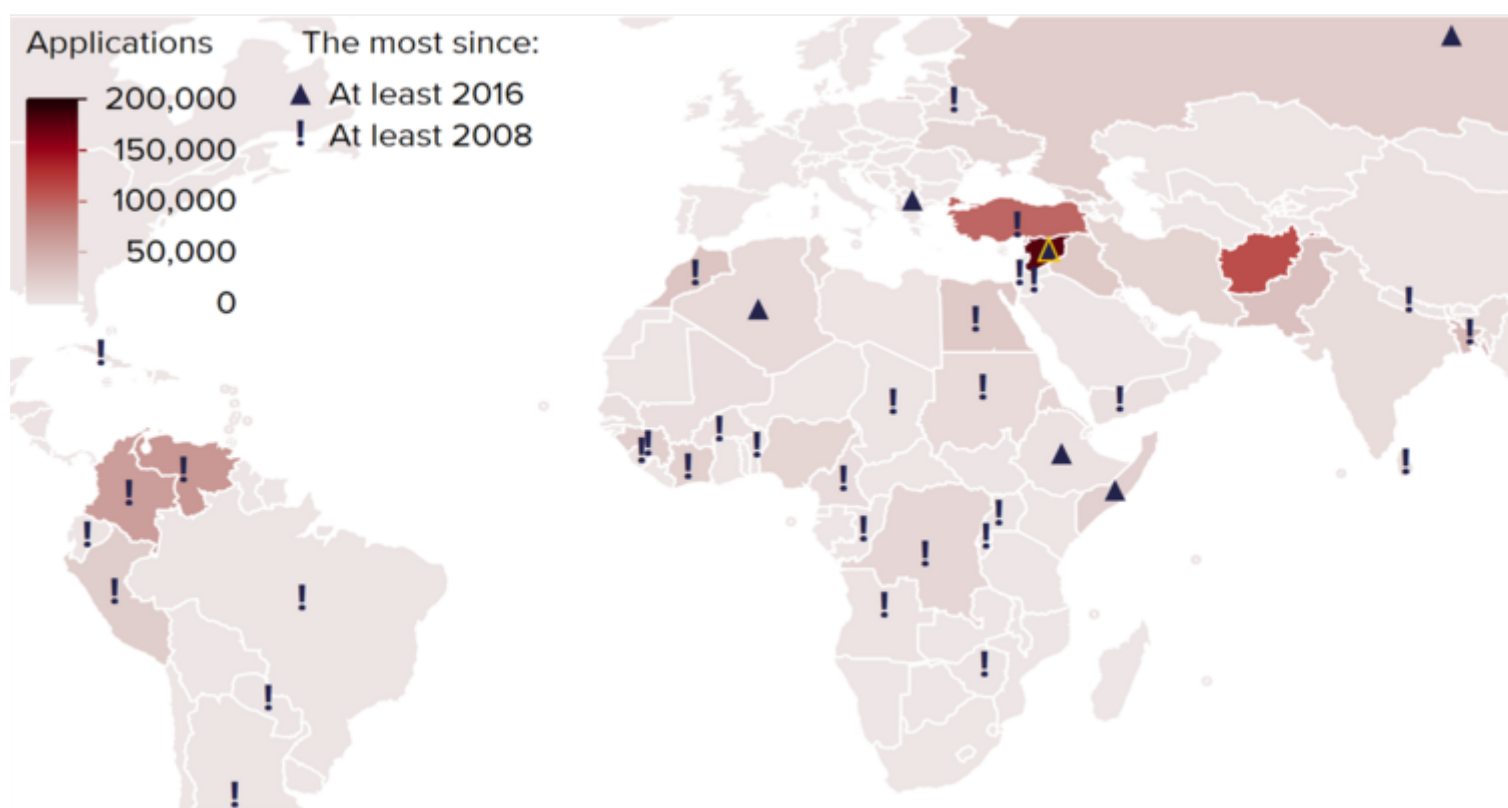 Applications
200,000
150,000
100,000
50,000
0
The most since:
At least 2016
At least 2008